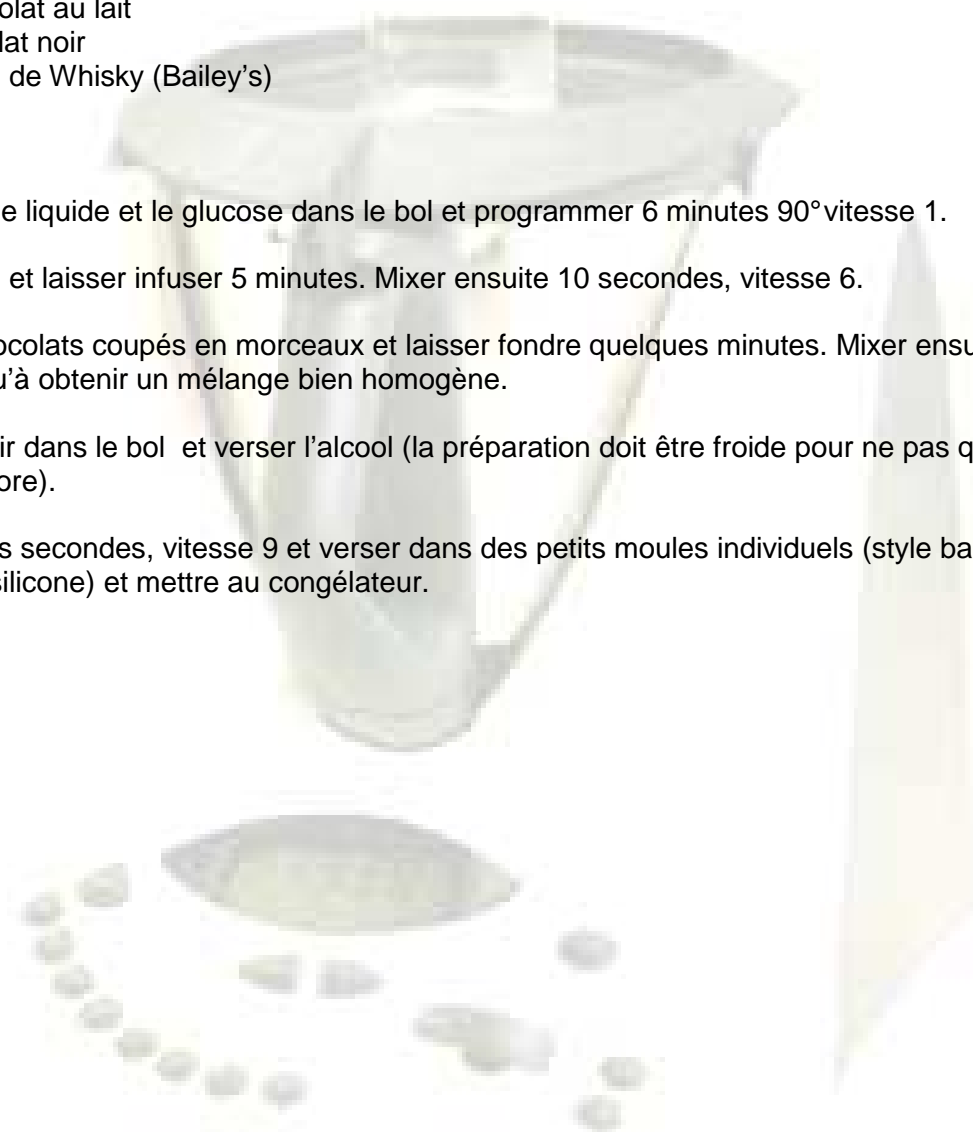 olat au lait
lat noir
de Whisky (Bailey’s)
e liquide et le glucose dans le bol et programmer 6 minutes 90° vitesse 1.
et laisser infuser 5 minutes. Mixer ensuite 10 secondes, vitesse 6.
ocolats coupés en morceaux et laisser fondre quelques minutes. Mixer ensu
u’à obtenir un mélange bien homogène.
ir dans le bol et verser l’alcool (la préparation doit être froide pour ne pas q
ore).
s secondes, vitesse 9 et verser dans des petits moules individuels (style ba
silicone) et mettre au congélateur.